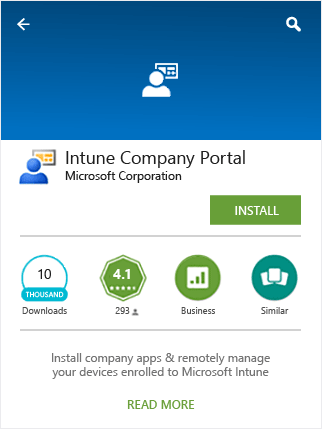 Intune Company Portal
Microsoft Corporation
INSTALL
10
THOUSAND
Downloads
4.1
293
Business
Similar
Install company apps & remotely manage
your devices enrolled to Microsoft Intune
READ MORE